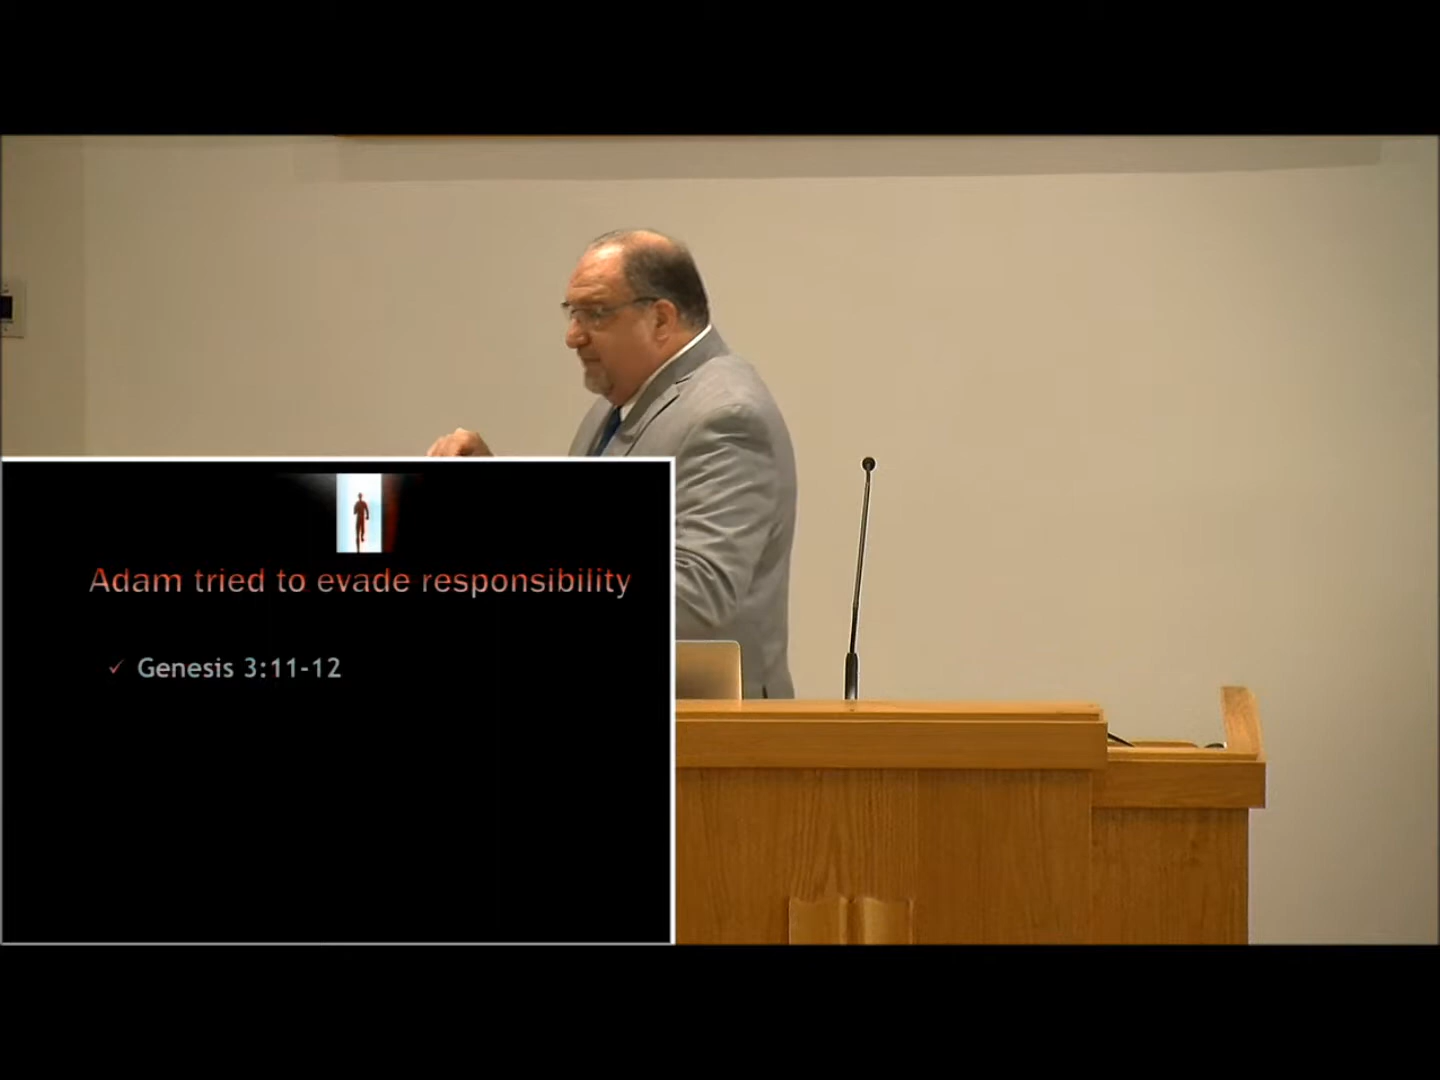 Adam tried to evade responsibility
✓ Genesis 3:11-12